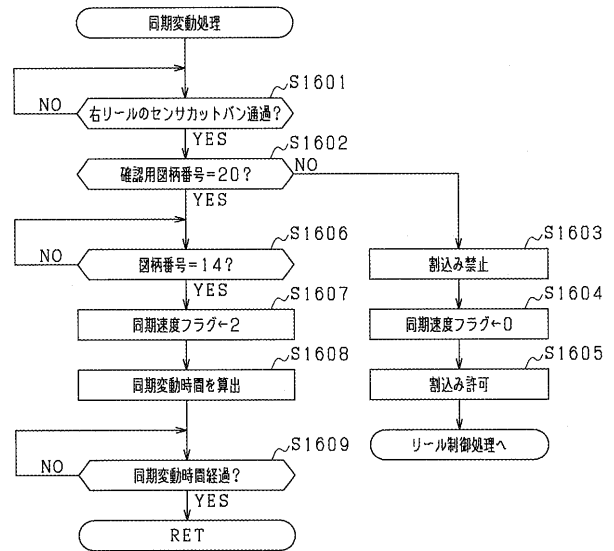 同期変動処理
S1601
NO
右リールのセンサカットバン通過?
YES
S1602
確認用図柄番号=20?
NO
YES
S1606
NO
図柄番号=14?
YES
S1603
割込み禁止
S1607
同期速度フラグ←2
S1604
同期速度フラグ←0
S1608
同期変動時間を算出
S1605
割込み許可
リール制御処理へ
S1609
NO
同期変動時間経過?
YES
RET